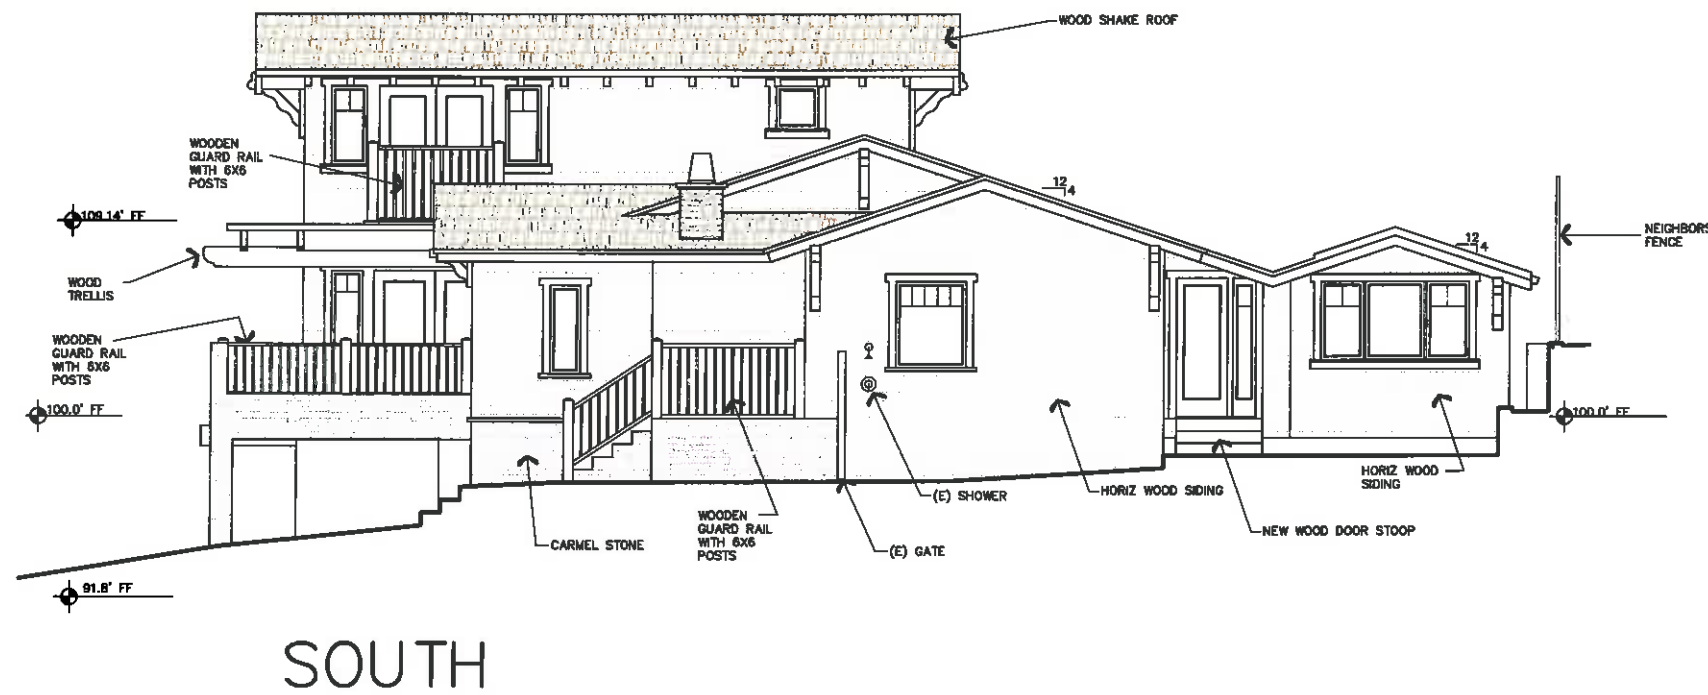 WOOD SHAKE ROOF
WOODEN
GUARD RAIL
WITH 6X6
POSTS
12
4
109.14' FF
NEIGHBORS
FENCE
12
4
WOOD
TRELLIS
WOODEN
GUARD RAIL
WITH 6X6
POSTS
100.0' FF
100.0' FF
HORIZ WOOD
SIDING
(E) SHOWER
HORIZ WOOD SIDING
WOODEN
GUARD RAIL
WITH 6X6
POSTS
NEW WOOD DOOR STOOP
CARMEL STONE
(E) GATE
91.8' FF
SOUTH